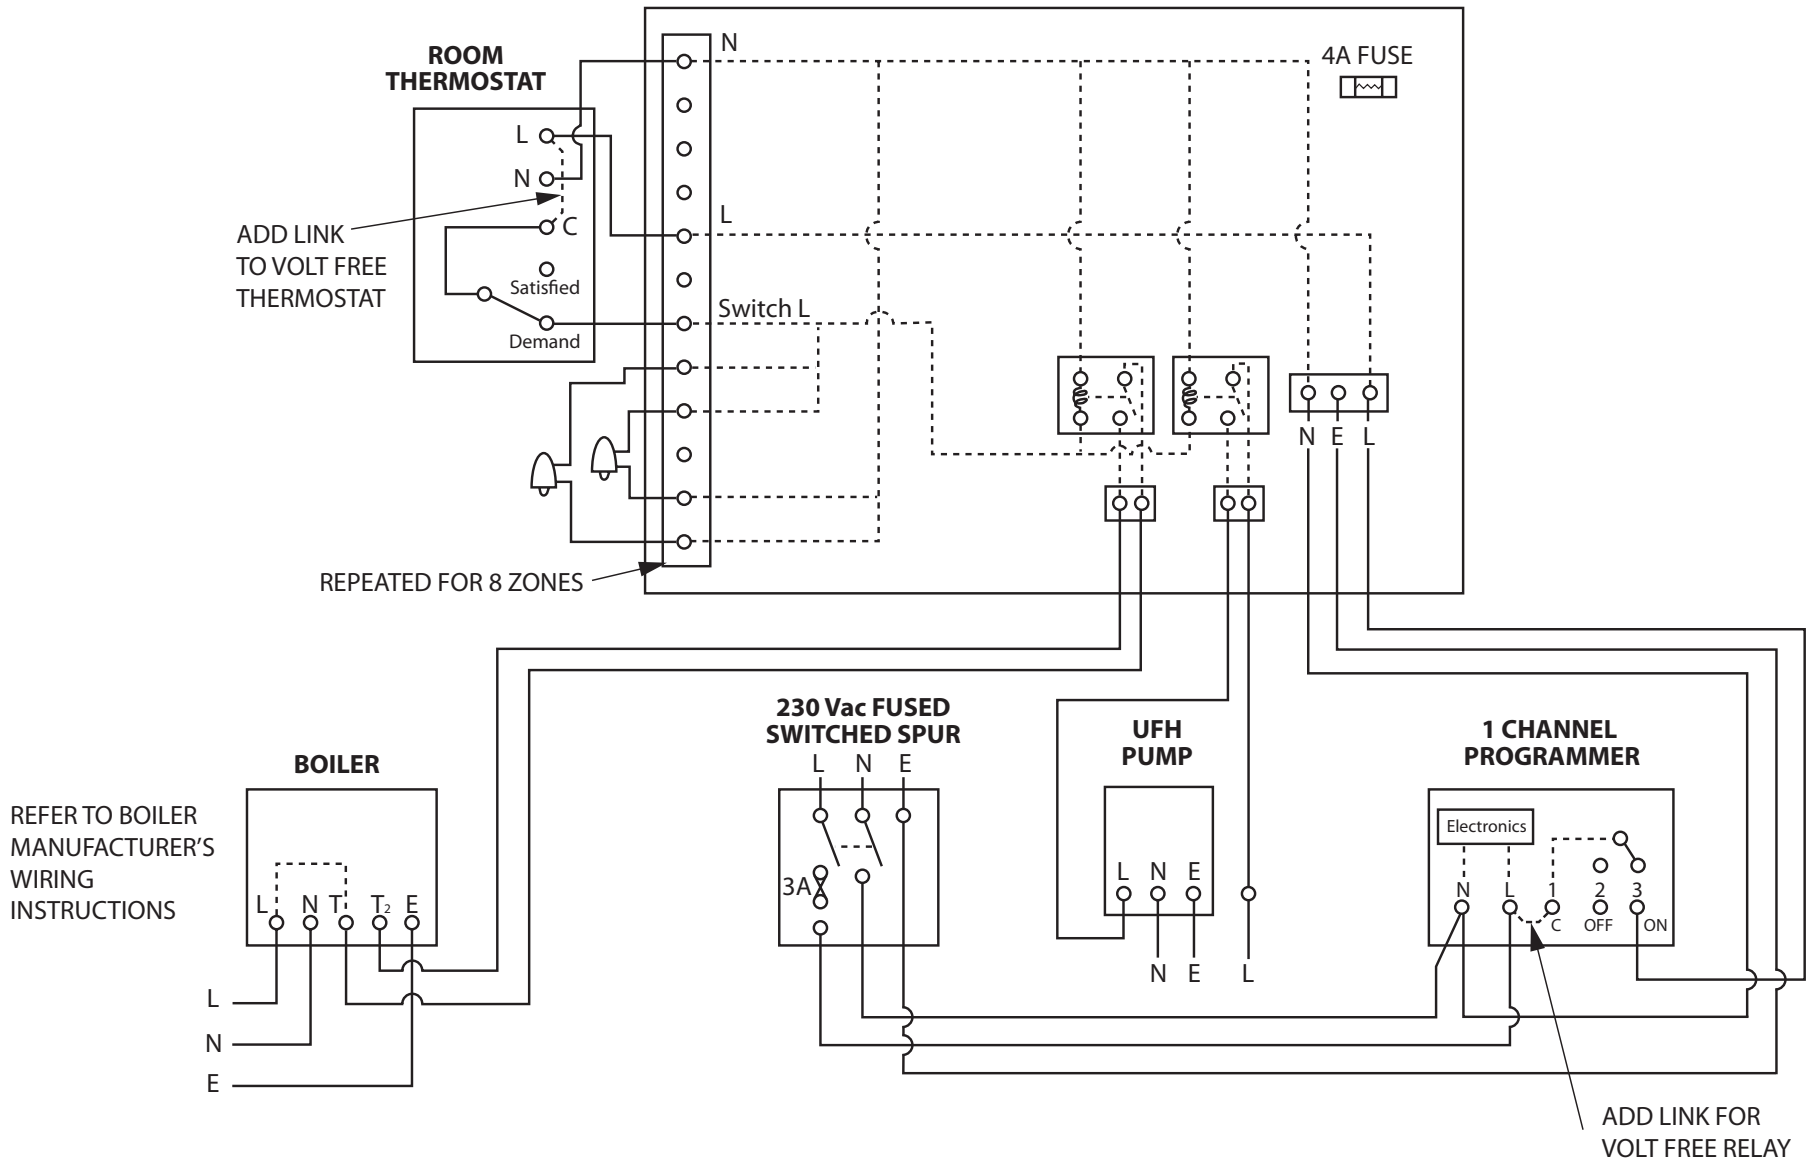 ROOM
THERMOSTAT
N
4A FUSE
L
N
C
Satisfied
Demand
ADD LINK
TO VOLT FREE
THERMOSTAT
L
Switch L
N E L
REPEATED FOR 8 ZONES
230 Vac FUSED
SWITCHED SPUR
L N E
3A
UFH
PUMP
L N E
N E L
1 CHANNEL
PROGRAMMER
Electronics
N L 1 2 3
C OFF ON
BOILER
REFER TO BOILER
MANUFACTURER'S
WIRING
INSTRUCTIONS
L N T T2 E
L
N
E
ADD LINK FOR
VOLT FREE RELAY